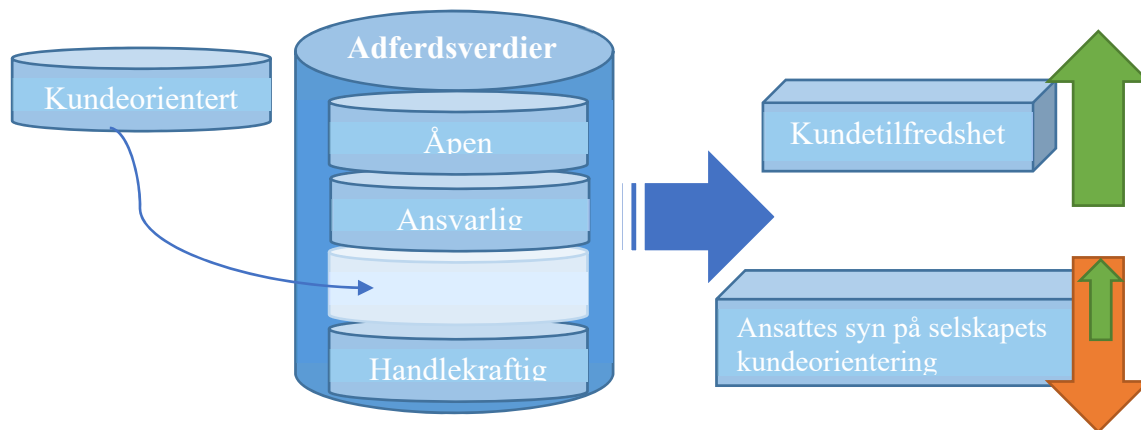 Kundeorientert
Adferdsverdier
Åpen
Ansvarlig
Handlekraftig
Kundetilfredshet
Ansattes syn på selskapets
kundeorientering